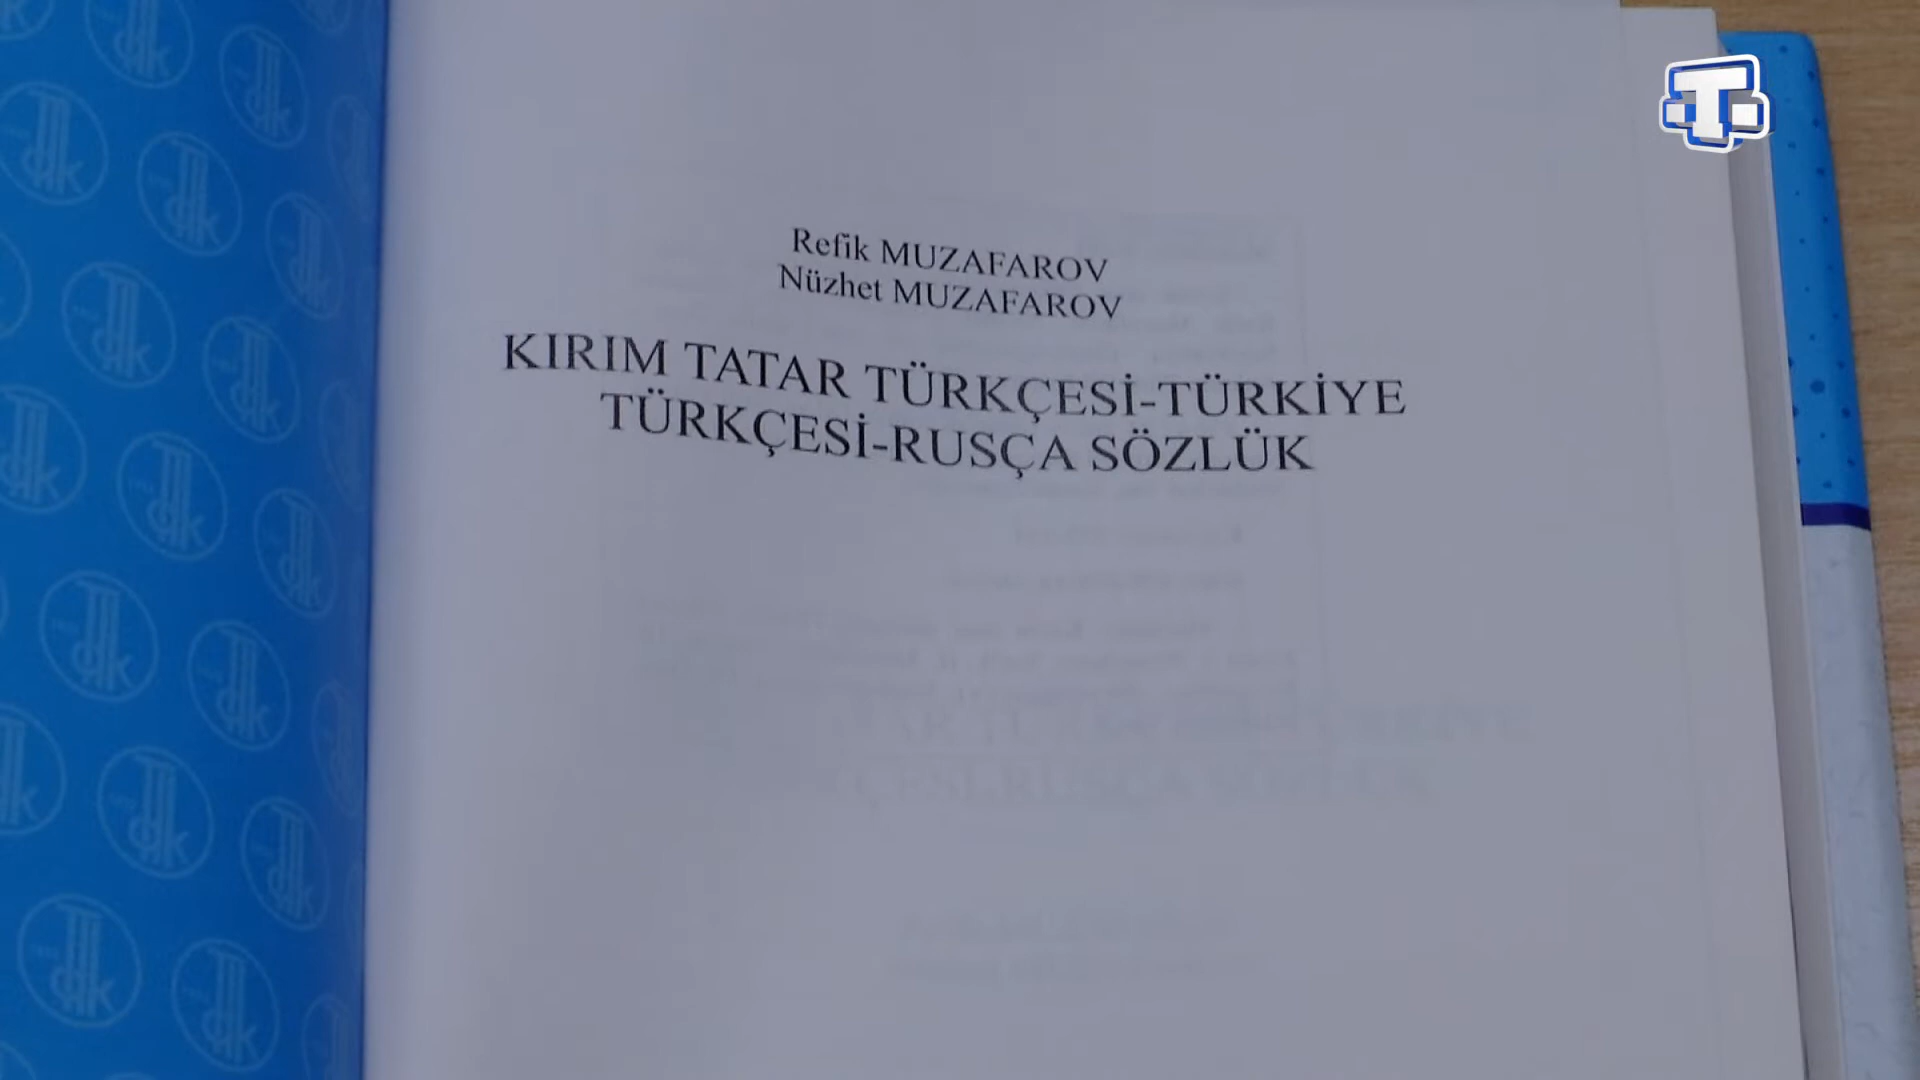 Refik MUZAFAROV
Nüzhet MUZAFAROV
KIRIM TATAR TÜRKÇESİ-TÜRKİYE
TÜRKÇESİ-RUSÇA SÖZLÜK